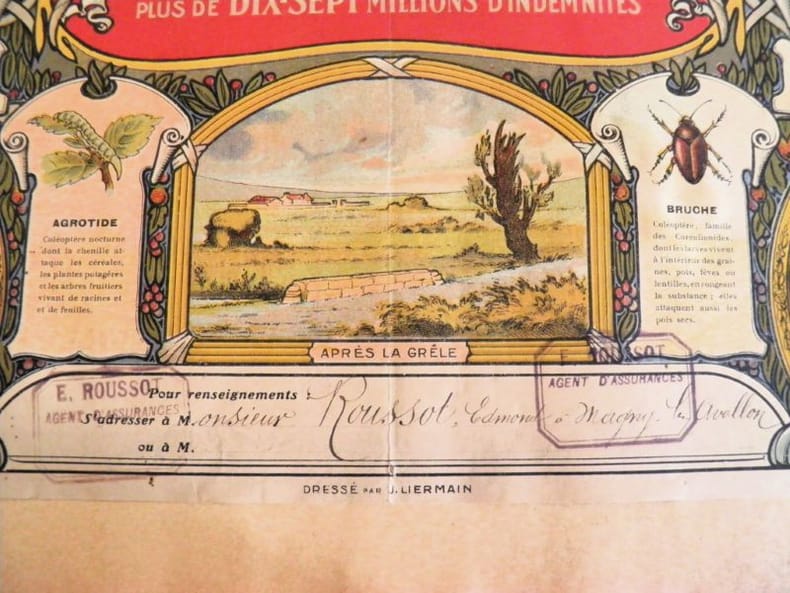 PLUS DE DIX-SEPT MILLIONS D'INDEMNITÉS
AGROTIDE
Coléoptère nocturne
dont la chenille at-
taque les céréales,
les plantes potagères
et les arbres fruitiers
vivant de racines et
et de feuilles.
BRUCHE
Coléoptère, famille
des Curculionides,
dont les larves vivent
à l'intérieur des grai-
nes, pois, fèves ou
lentilles, en rongeant
la substance; elles
attaquent aussi les
pois secs.
APRÈS LA GRÊLE
E. ROUSSOT
AGENT D'ASSURANCES
E. ROUSSOT
AGENT D'ASSURANCES
Pour renseignements
S'adresser à M. onsieur Roussot, Edmond à Magny les Avallon
ou à M.
DRESSÉ PAR J. LIERMAIN